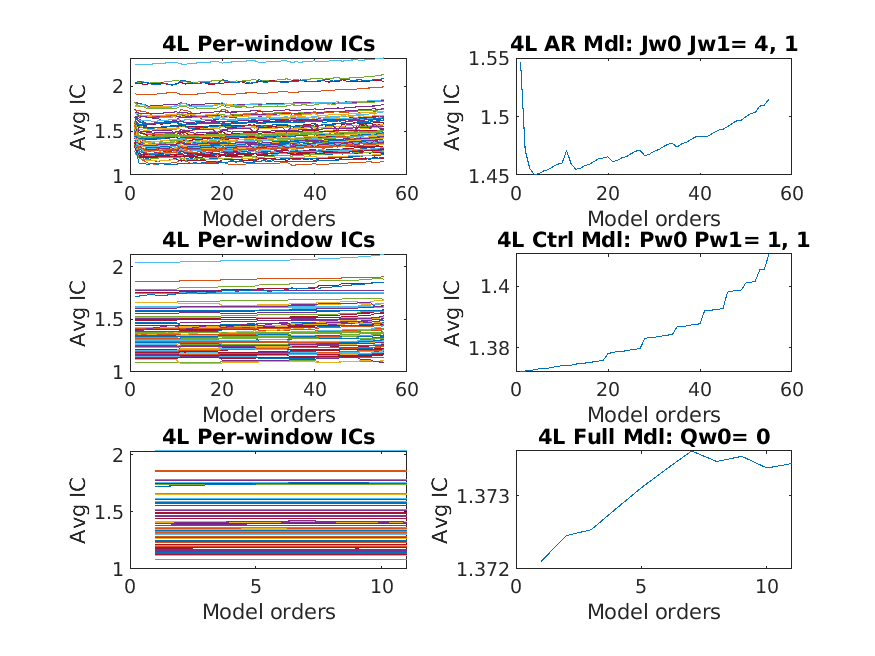 4L Per-window ICs
2
1.5
1
Avg IC
0 20 40 60
Model orders
4L AR Mdl: Jw0 Jw1= 4, 1
1.55
1.5
1.45
Avg IC
0 20 40 60
Model orders
4L Per-window ICs
2
1.5
1
Avg IC
0 20 40 60
Model orders
4L Ctrl Mdl: Pw0 Pw1= 1, 1
1.4
1.38
Avg IC
0 20 40 60
Model orders
4L Per-window ICs
2
1.5
1
Avg IC
0 5 10
Model orders
4L Full Mdl: Qw0= 0
1.373
1.372
Avg IC
0 5 10
Model orders